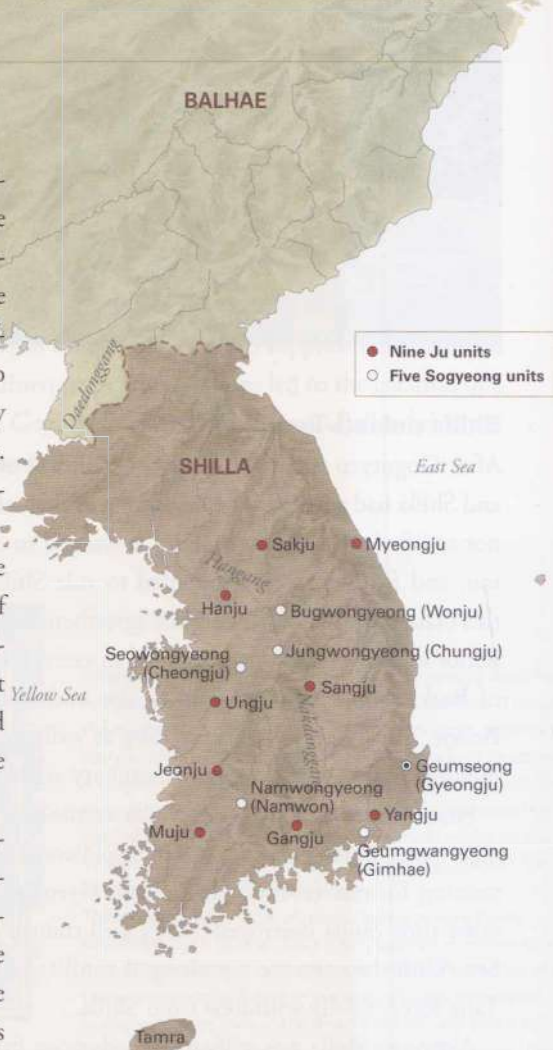 BALHAE
Daedonggang
Nine Ju units
Five Sogyeong units
SHILLA
East Sea
Sakju
Myeongju
Hangang
Hanju
Bugwongyeong (Wonju)
Jungwongyeong (Chungju)
Seowongyeong
(Cheongju)
Yellow Sea
Sangju
Ungju
Nakdonggang
Jeonju
Geumseong
(Gyeongju)
Namwongyeong
(Namwon)
Yangju
Muju
Gangju
Geumgwangyeong
(Gimhae)
Tamra